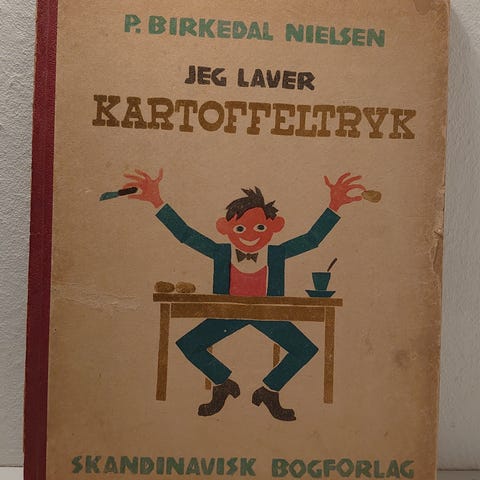 P. BIRKEDAL NIELSEN
JEG LAVER
KARTOFFELTRYK
SKANDINAVISK BOGFORLAG